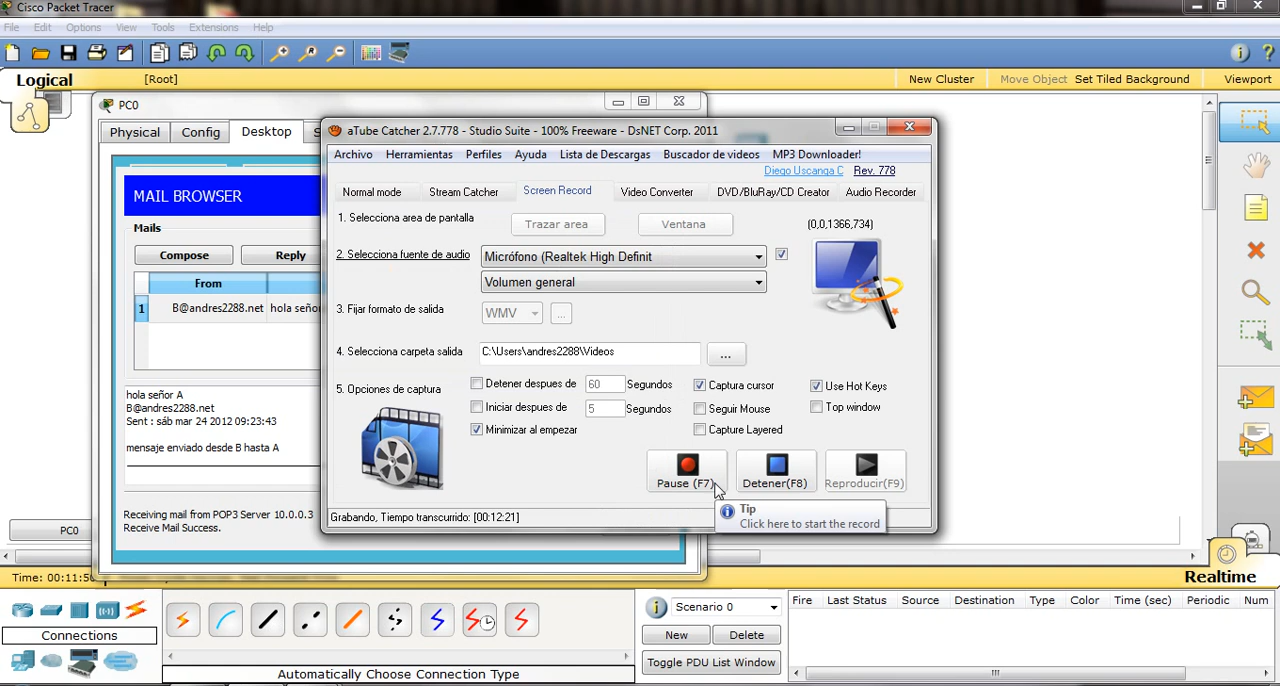 Cisco Packet Tracer
File Edit Options View Tools Extensions Help
Logical [Root] New Cluster Move Object Set Tiled Background Viewport
PC0
Physical Config Desktop S
MAIL BROWSER
Mails
Compose Reply
From
1 B@andres2288.net hola seño
hola señor A
B@andres2288.net
Sent : sáb mar 24 2012 09:23:43
mensaje enviado desde B hasta A
Receiving mail from POP3 Server 10.0.0.3
Receive Mail Success.
aTube Catcher 2.7.778 - Studio Suite - 100% Freeware - DsNET Corp. 2011
Archivo Herramientas Perfiles Ayuda Lista de Descargas Buscador de videos MP3 Downloader!
Diego Uscanga C Rev. 778
Normal mode Stream Catcher Screen Record Video Converter DVD/BluRay/CD Creator Audio Recorder
1. Selecciona area de pantalla Trazar area Ventana (0,0,1366,734)
2. Selecciona fuente de audio Micrófono (Realtek High Definit
Volumen general
3. Fijar formato de salida WMV ...
4. Selecciona carpeta salida C:\Users\andres2288\Videos ...
5. Opciones de captura Detener despues de 60 Segundos Captura cursor Use Hot Keys
Iniciar despues de 5 Segundos Seguir Mouse Top window
Minimizar al empezar Capture Layered
Pause (F7) Detener(F8) Reproducir(F9)
Tip
Click here to start the record
Grabando, Tiempo transcurrido: [00:12:21]
PC0
Time: 00:11:50
Realtime
Connections
Automatically Choose Connection Type
Scenario 0
New Delete
Toggle PDU List Window
Fire Last Status Source Destination Type Color Time (sec) Periodic Num